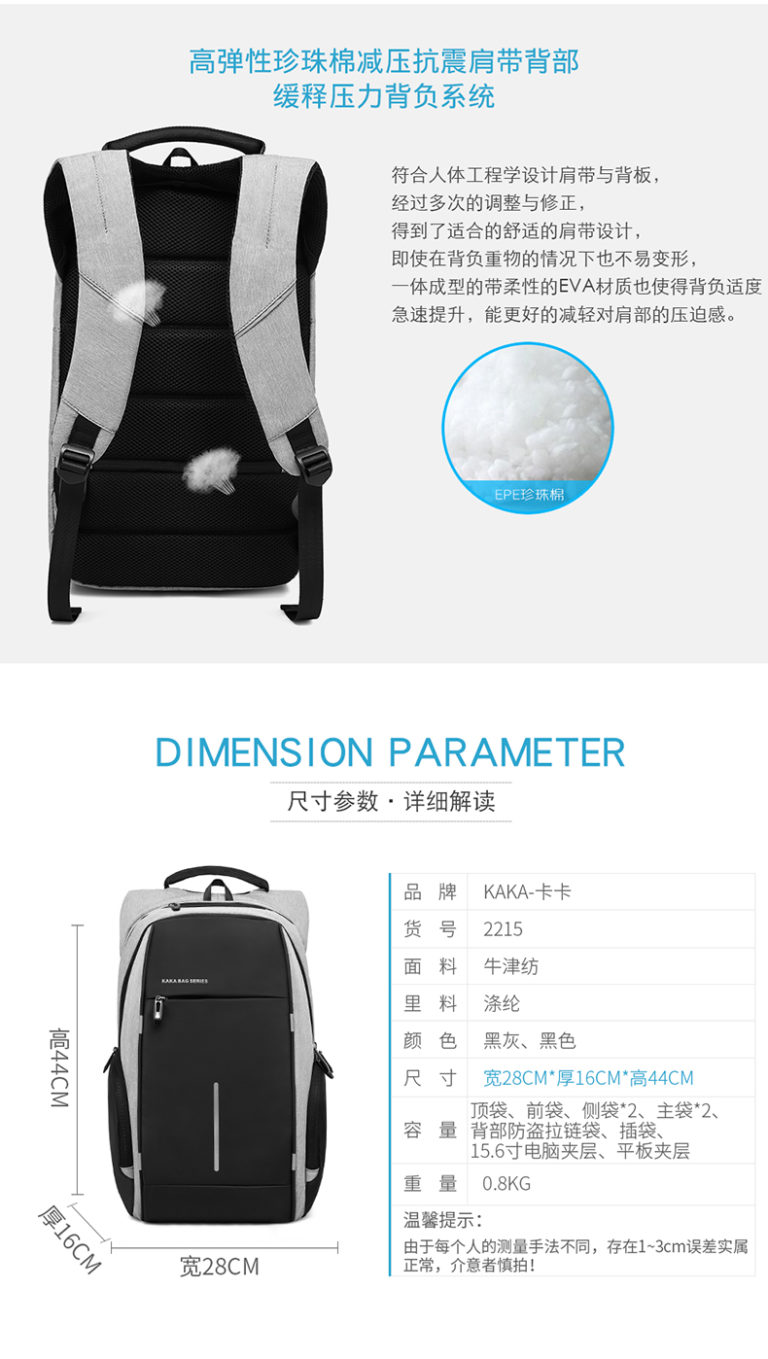 高弹性珍珠棉减压抗震肩带背部
缓释压力背负系统
符合人体工程学设计肩带与背板，
经过多次的调整与修正，
得到了适合的舒适的肩带设计，
即使在背负重物的情况下也不易变形，
一体成型的带柔性的EVA材质也使得背负适度
急速提升，能更好的减轻对肩部的压迫感。
EPE珍珠棉
DIMENSION PARAMETER
尺寸参数·详细解读
KAKA BAG SERIES
高44CM
厚16CM
宽28CM
品 牌 KAKA-卡卡
货 号 2215
面 料 牛津纺
里 料 涤纶
颜 色 黑灰、黑色
尺 寸 宽28CM*厚16CM*高44CM
容 量 顶袋、前袋、侧袋*2、主袋*2、
背部防盗拉链袋、插袋、
15.6寸电脑夹层、平板夹层
重 量 0.8KG
温馨提示：
由于每个人的测量手法不同，存在1~3cm误差实属
正常，介意者慎拍！